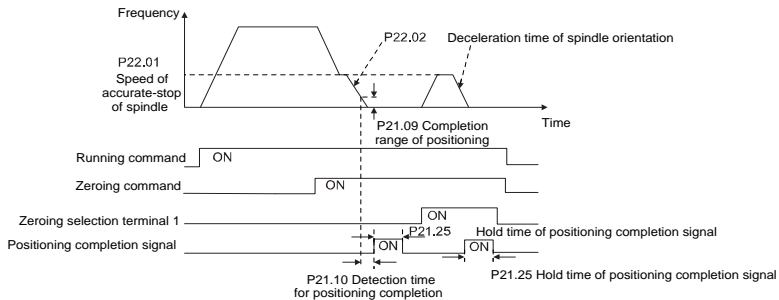 Frequency
P22.02
Deceleration time of spindle orientation
P22.01
Speed of
accurate-stop
of spindle
Time
P21.09 Completion
range of positioning
Running command
ON
Zeroing command
ON
Zeroing selection terminal 1
ON
P21.25
Hold time of positioning completion signal
Positioning completion signal
ON
ON
P21.10 Detection time
for positioning completion
P21.25 Hold time of positioning completion signal